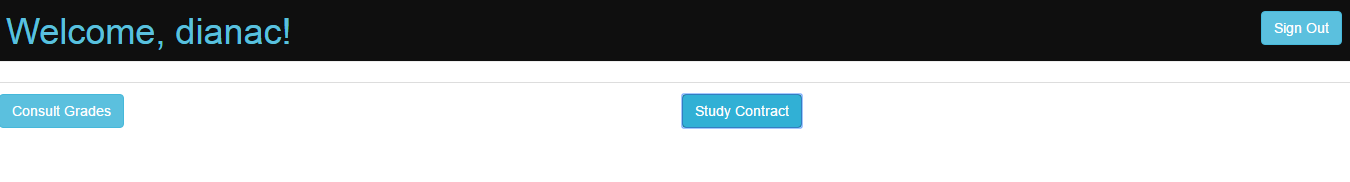 Welcome, dianac!
Sign Out
Consult Grades
Study Contract